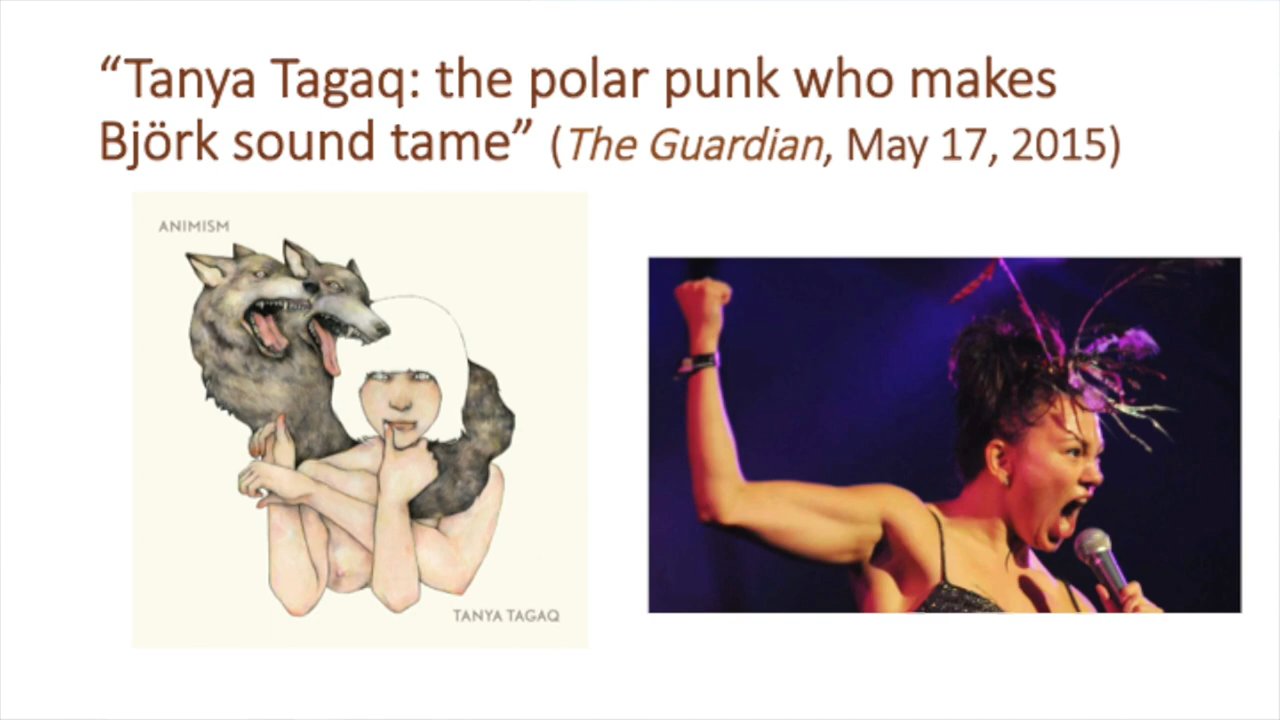 “Tanya Tagaq: the polar punk who makes
Björk sound tame” (The Guardian, May 17, 2015)
ANIMISM
TANYA TAGAQ